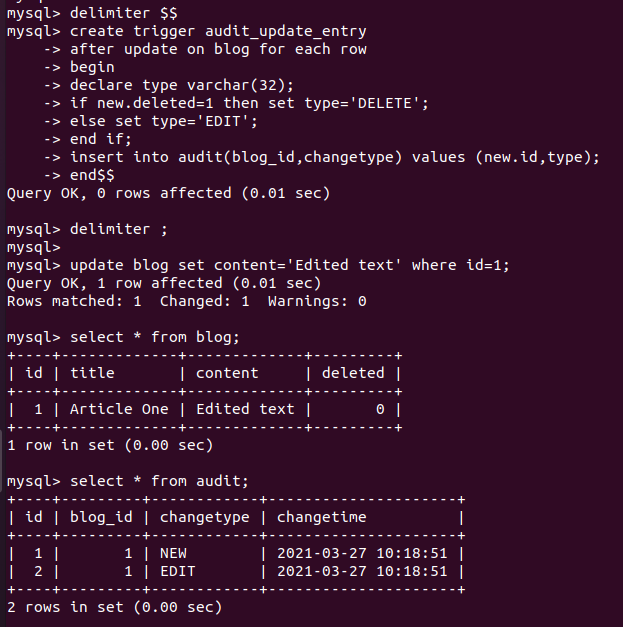 mysql> delimiter $$
mysql> create trigger audit_update_entry
    -> after update on blog for each row
    -> begin
    -> declare type varchar(32);
    -> if new.deleted=1 then set type='DELETE';
    -> else set type='EDIT';
    -> end if;
    -> insert into audit(blog_id,changetype) values (new.id,type);
    -> end$$
Query OK, 0 rows affected (0.01 sec)

mysql> delimiter ;
mysql>
mysql> update blog set content='Edited text' where id=1;
Query OK, 1 row affected (0.01 sec)
Rows matched: 1  Changed: 1  Warnings: 0

mysql> select * from blog;
+----+-------------+-------------+---------+
| id | title       | content     | deleted |
+----+-------------+-------------+---------+
|  1 | Article One | Edited text |       0 |
+----+-------------+-------------+---------+
1 row in set (0.00 sec)

mysql> select * from audit;
+----+---------+------------+---------------------+
| id | blog_id | changetype | changetime          |
+----+---------+------------+---------------------+
|  1 |       1 | NEW        | 2021-03-27 10:18:51 |
|  2 |       1 | EDIT       | 2021-03-27 10:18:51 |
+----+---------+------------+---------------------+
2 rows in set (0.00 sec)